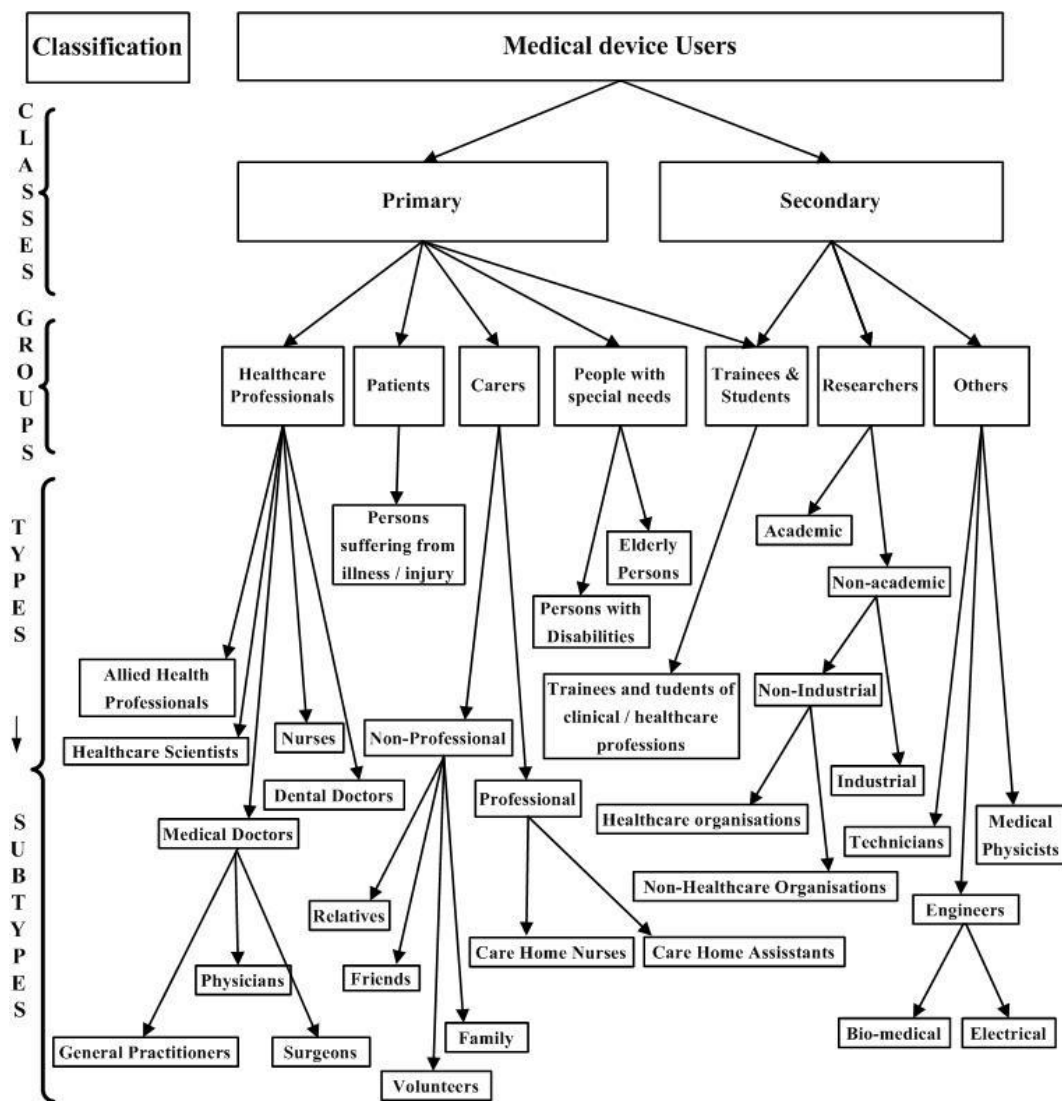 Classification
Medical device Users
CLASSES
Primary
Secondary
GROUPS
Healthcare
Professionals
Patients
Carers
People with
special needs
Trainees &
Students
Researchers
Others
TYPES
Persons
suffering from
illness / injury
Elderly
Persons
Persons with
Disabilities
Academic
Non-academic
Allied Health
Professionals
Healthcare Scientists
Nurses
Dental Doctors
Non-Professional
Professional
Trainees and tudents of
clinical / healthcare
professions
Non-Industrial
Industrial
Healthcare organisations
Non-Healthcare Organisations
Technicians
Medical
Physicists
Engineers
SUBTYPES
Medical Doctors
Relatives
Physicians
Friends
Care Home Nurses
Care Home Assisstants
General Practitioners
Surgeons
Family
Volunteers
Bio-medical
Electrical